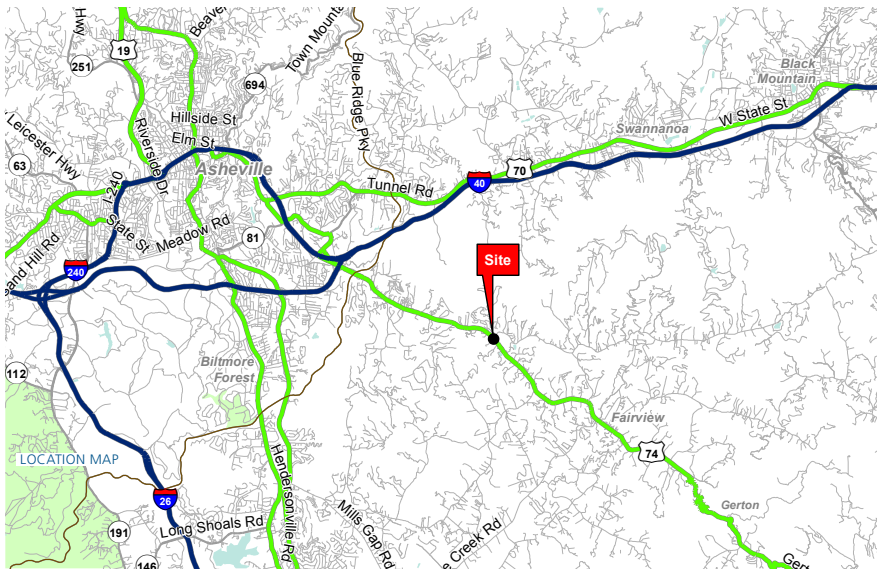 Hwy
19
Beaver
251
Town Mounta
694
Blue Ridge Pky
Black
Mountain
Leicester Hwy
Riverside Dr
Hillside St
Elm St
W State St
Swannanoa
63
Asheville
70
40
Tunnel Rd
I-240
State St
Meadow Rd
81
Sand Hill Rd
240
Site
112
Biltmore
Forest
Fairview
74
LOCATION MAP
26
Hendersonville Rd
Gerton
Long Shoals Rd
191
Mills Gap Rd
e Creek Rd
146
Gert